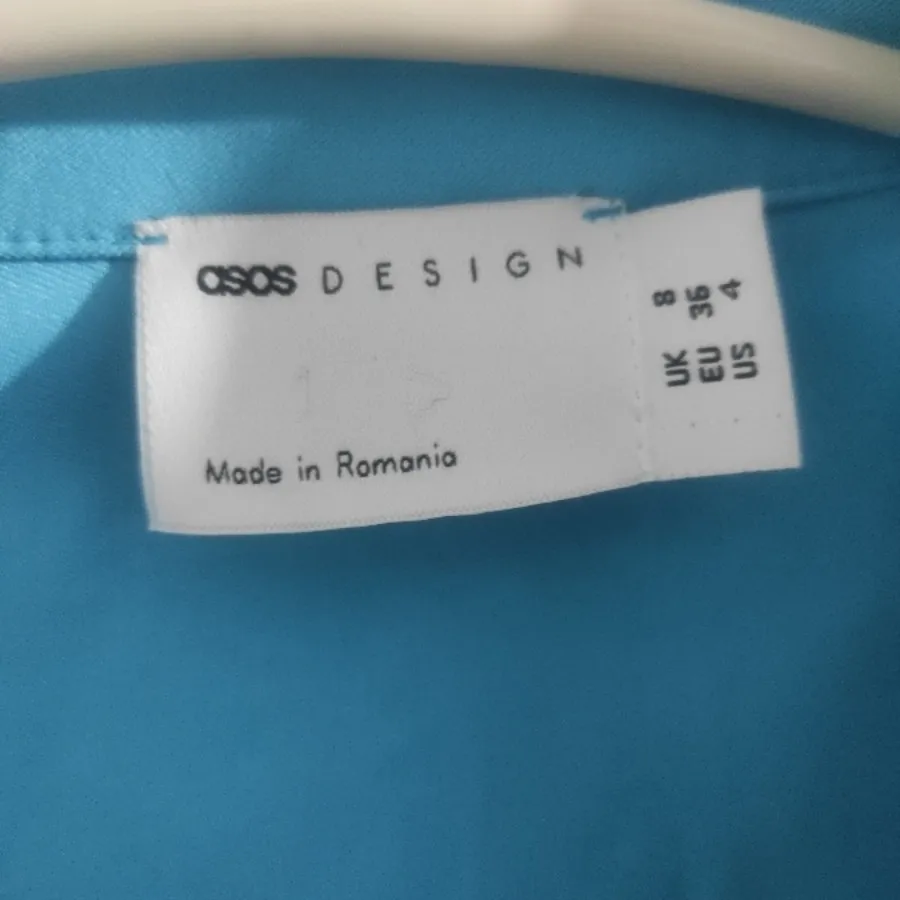 asos DESIGN
Made in Romania
UK 8
EU 36
US 4